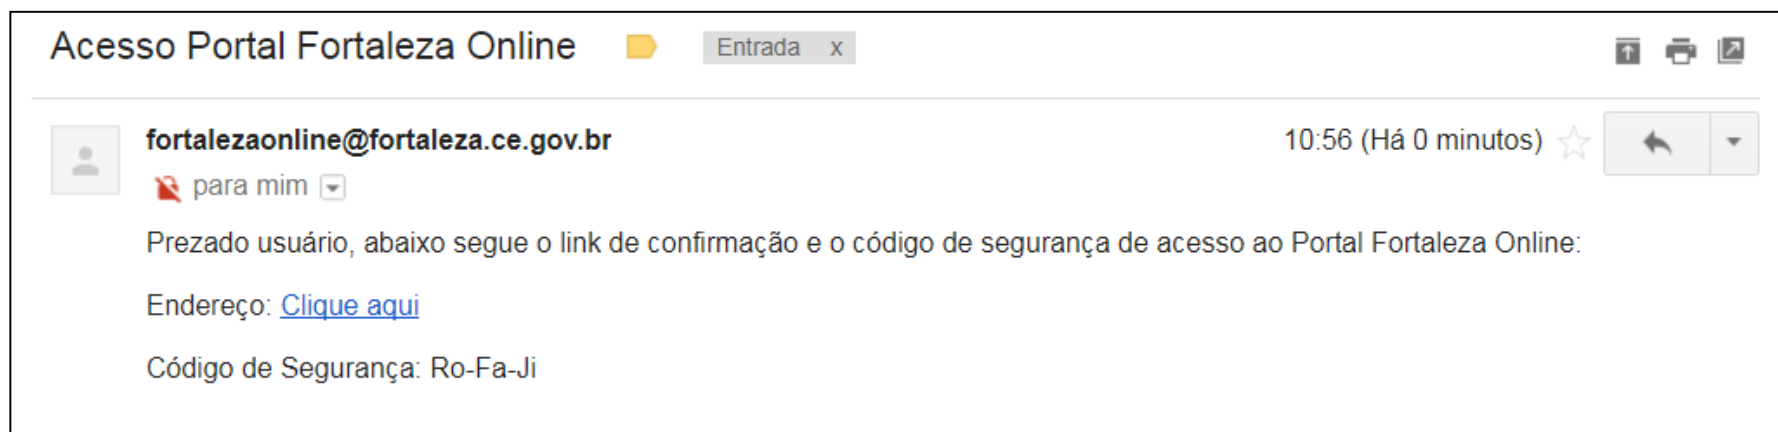 Acesso Portal Fortaleza Online Entrada x
fortalezaonline@fortaleza.ce.gov.br 10:56 (Há 0 minutos)
para mim
Prezado usuário, abaixo segue o link de confirmação e o código de segurança de acesso ao Portal Fortaleza Online:
Endereço: Clique aqui
Código de Segurança: Ro-Fa-Ji